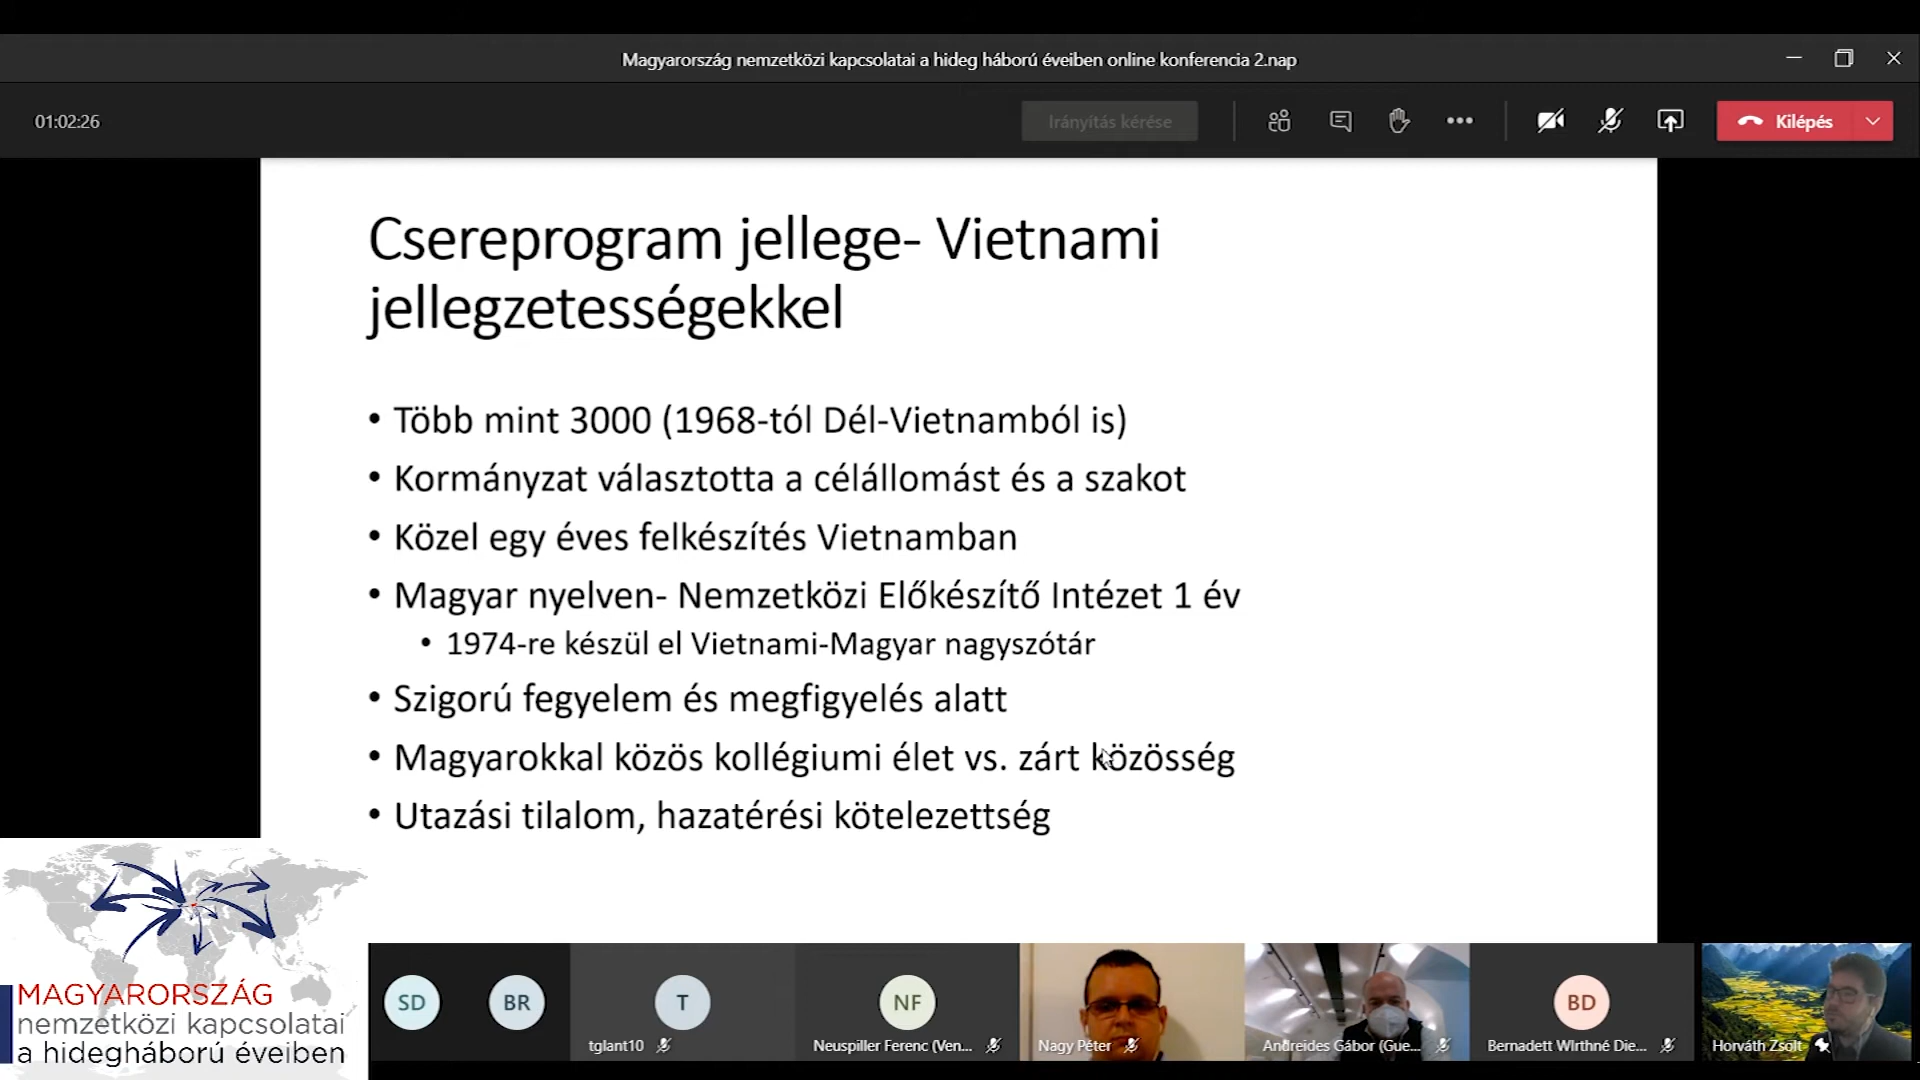 Magyarország nemzetközi kapcsolatai a hideg háború éveiben online konferencia 2.nap
01:02:26
Irányítás kérése
Kilépés
Csereprogram jellege- Vietnami
jellegzetességekkel
• Több mint 3000 (1968-tól Dél-Vietnamból is)
• Kormányzat választotta a célállomást és a szakot
• Közel egy éves felkészítés Vietnamban
• Magyar nyelven- Nemzetközi Előkészítő Intézet 1 év
• 1974-re készül el Vietnami-Magyar nagyszótár
• Szigorú fegyelem és megfigyelés alatt
• Magyarokkal közös kollégiumi élet vs. zárt közösség
• Utazási tilalom, hazatérési kötelezettség
MAGYARORSZÁG
nemzetközi kapcsolatai
a hidegháború éveiben
SD
BR
T
tglant10
NF
Neuspiller Ferenc (Ven...
Nagy Péter
Andreides Gábor (Gue...
BD
Bernadett WIrthné Die...
Horváth Zsolt